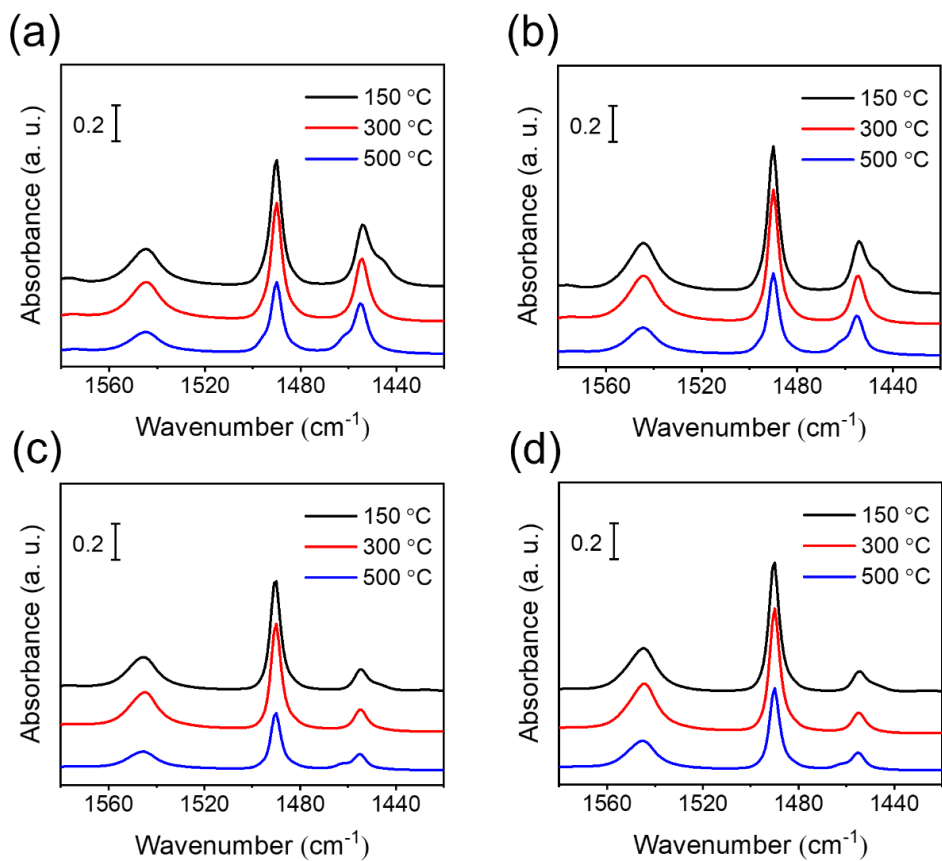 (a)
0.2
150 °C
300 °C
500 °C
Absorbance (a. u.)
1560 1520 1480 1440
Wavenumber (cm-1)
(b)
0.2
150 °C
300 °C
500 °C
Absorbance (a. u.)
1560 1520 1480 1440
Wavenumber (cm-1)
(c)
0.2
150 °C
300 °C
500 °C
Absorbance (a. u.)
1560 1520 1480 1440
Wavenumber (cm-1)
(d)
0.2
150 °C
300 °C
500 °C
Absorbance (a. u.)
1560 1520 1480 1440
Wavenumber (cm-1)